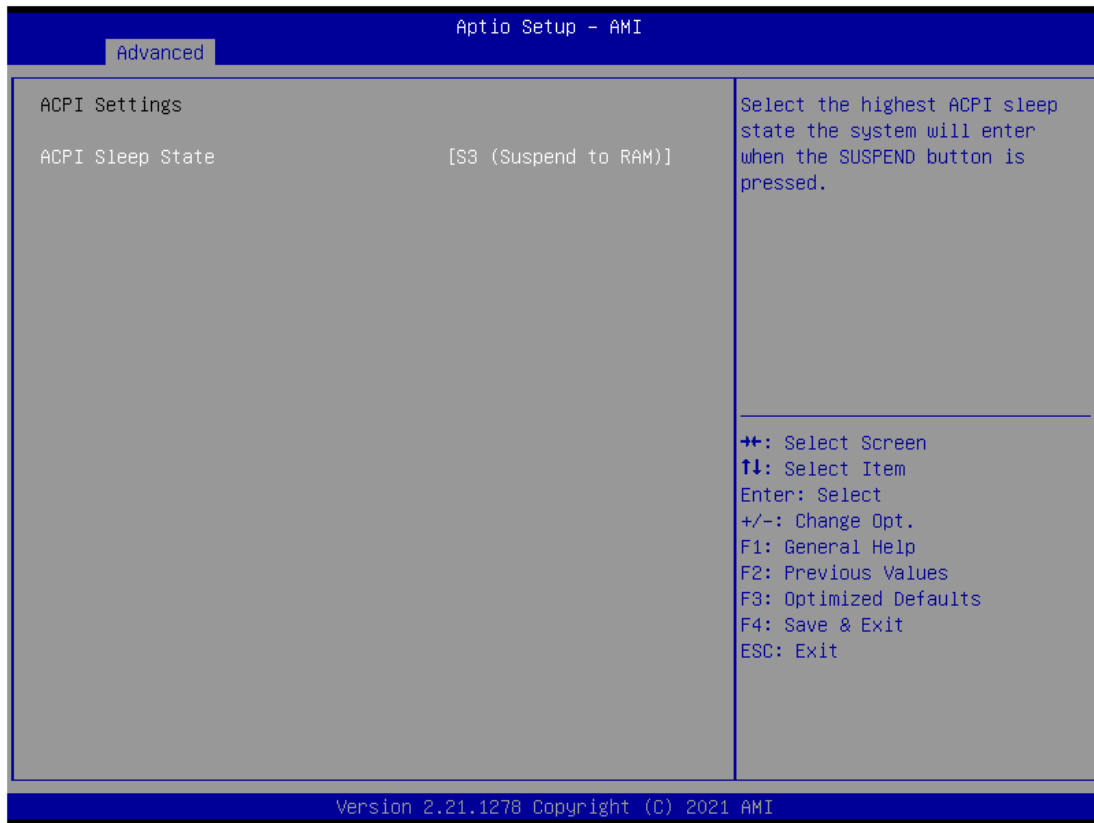 Aptio Setup – AMI
Advanced
ACPI Settings
ACPI Sleep State [S3 (Suspend to RAM)]
Select the highest ACPI sleep
state the system will enter
when the SUSPEND button is
pressed.
→←: Select Screen
↑↓: Select Item
Enter: Select
+/-: Change Opt.
F1: General Help
F2: Previous Values
F3: Optimized Defaults
F4: Save & Exit
ESC: Exit
Version 2.21.1278 Copyright (C) 2021 AMI